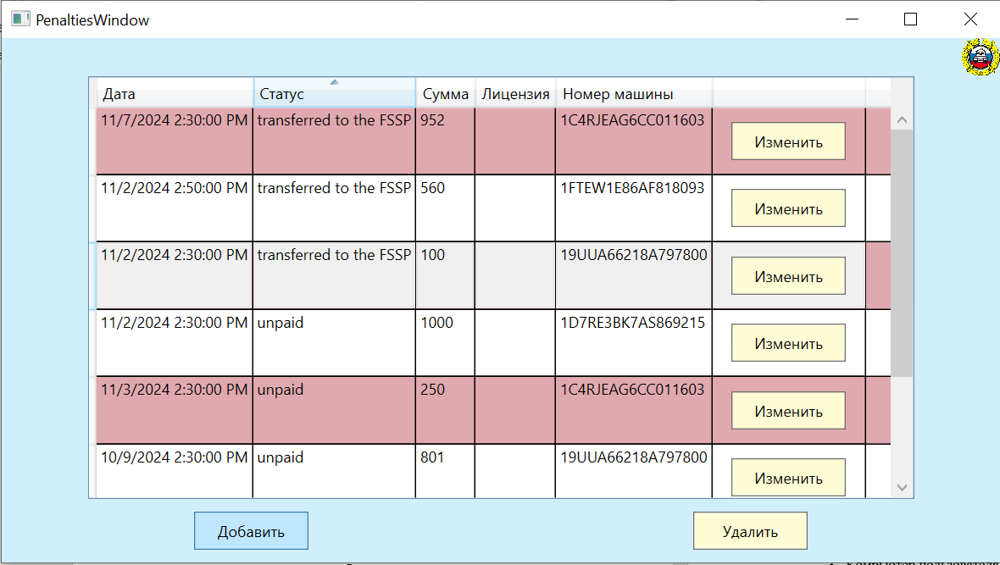 PenaltiesWindow
Дата Статус Сумма Лицензия Номер машины
11/7/2024 2:30:00 PM transferred to the FSSP 952 1C4RJEAG6CC011603 Изменить
11/2/2024 2:50:00 PM transferred to the FSSP 560 1FTEW1E86AF818093 Изменить
11/2/2024 2:30:00 PM transferred to the FSSP 100 19UUA66218A797800 Изменить
11/2/2024 2:30:00 PM unpaid 1000 1D7RE3BK7AS869215 Изменить
11/3/2024 2:30:00 PM unpaid 250 1C4RJEAG6CC011603 Изменить
10/9/2024 2:30:00 PM unpaid 801 19UUA66218A797800 Изменить
Добавить Удалить